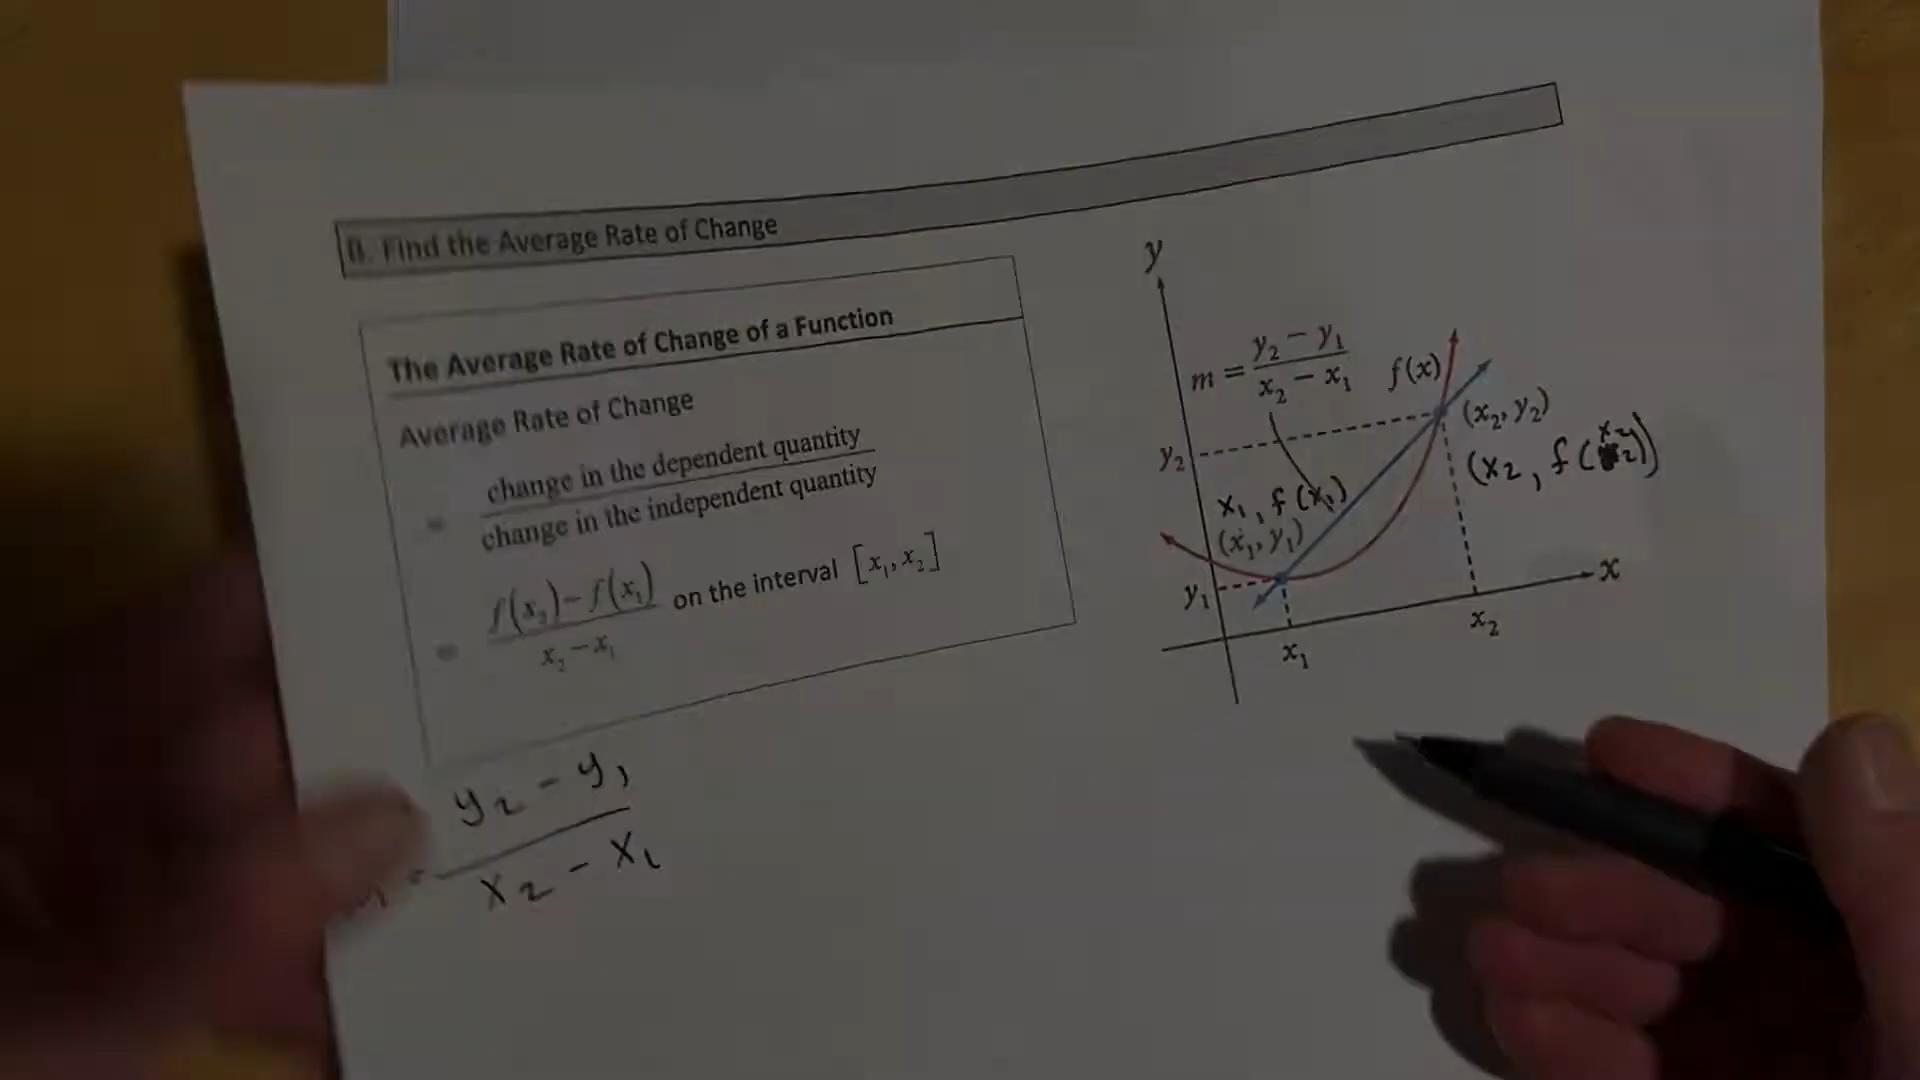 B. Find the Average Rate of Change
The Average Rate of Change of a Function
Average Rate of Change
= change in the dependent quantity
change in the independent quantity
= f(x₂) − f(x₁)
x₂ − x₁
on the interval [x₁, x₂]
y₂ − y₁
m =
x₂ − x₁
y
m = y₂ − y₁
x₂ − x₁
f(x)
(x₂, y₂)
(x₂, f(x₂))
y₂
x₁, f(x₁)
(x₁, y₁)
y₁
x
x₁
x₂